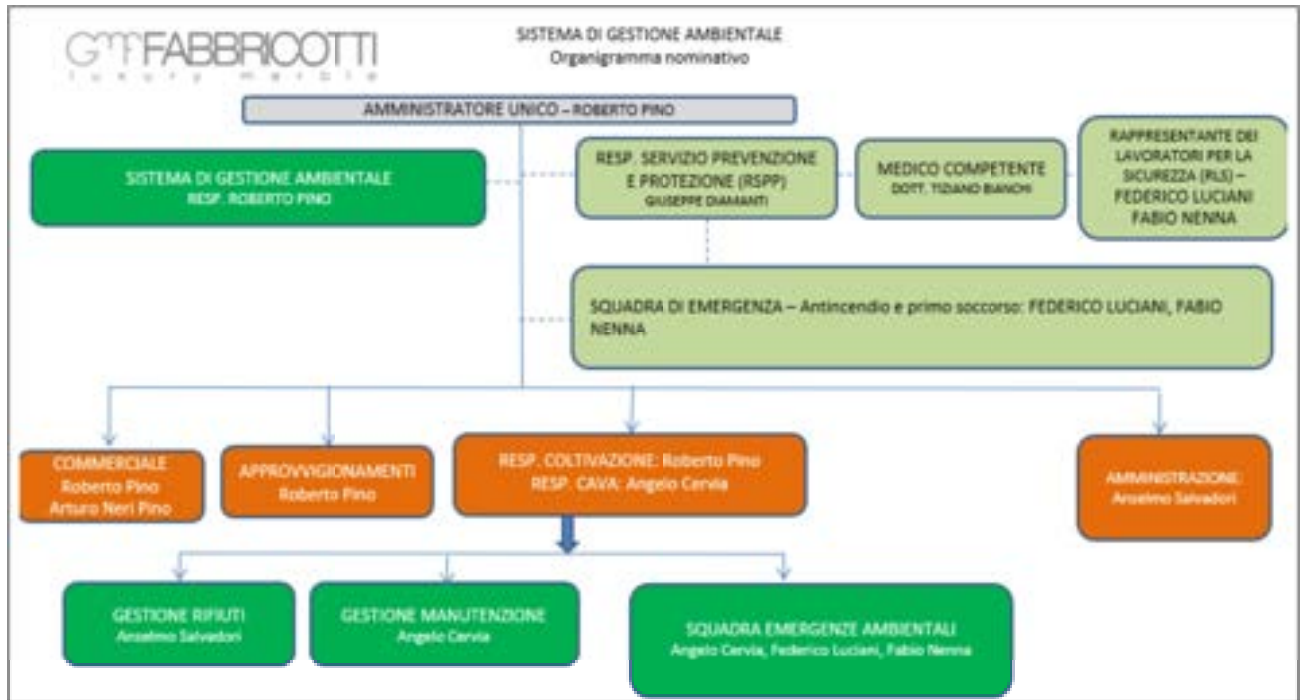 GMF FABBRICOTTI
luxury marble
SISTEMA DI GESTIONE AMBIENTALE
Organigramma nominativo
AMMINISTRATORE UNICO – ROBERTO PINO
SISTEMA DI GESTIONE AMBIENTALE
RESP. ROBERTO PINO
RESP. SERVIZIO PREVENZIONE
E PROTEZIONE (RSPP)
GIUSEPPE DIAMANTI
MEDICO COMPETENTE
DOTT. TIZIANO BIANCHI
RAPPRESENTANTE DEI
LAVORATORI PER LA
SICUREZZA (RLS) –
FEDERICO LUCIANI
FABIO NENNA
SQUADRA DI EMERGENZA – Antincendio e primo soccorso: FEDERICO LUCIANI, FABIO
NENNA
COMMERCIALE
Roberto Pino
Arturo Neri Pino
APPROVVIGIONAMENTI
Roberto Pino
RESP. COLTIVAZIONE: Roberto Pino
RESP. CAVA: Angelo Cervia
AMMINISTRAZIONE:
Anselmo Salvadori
GESTIONE RIFIUTI
Anselmo Salvadori
GESTIONE MANUTENZIONE
Angelo Cervia
SQUADRA EMERGENZE AMBIENTALI
Angelo Cervia, Federico Luciani, Fabio Nenna